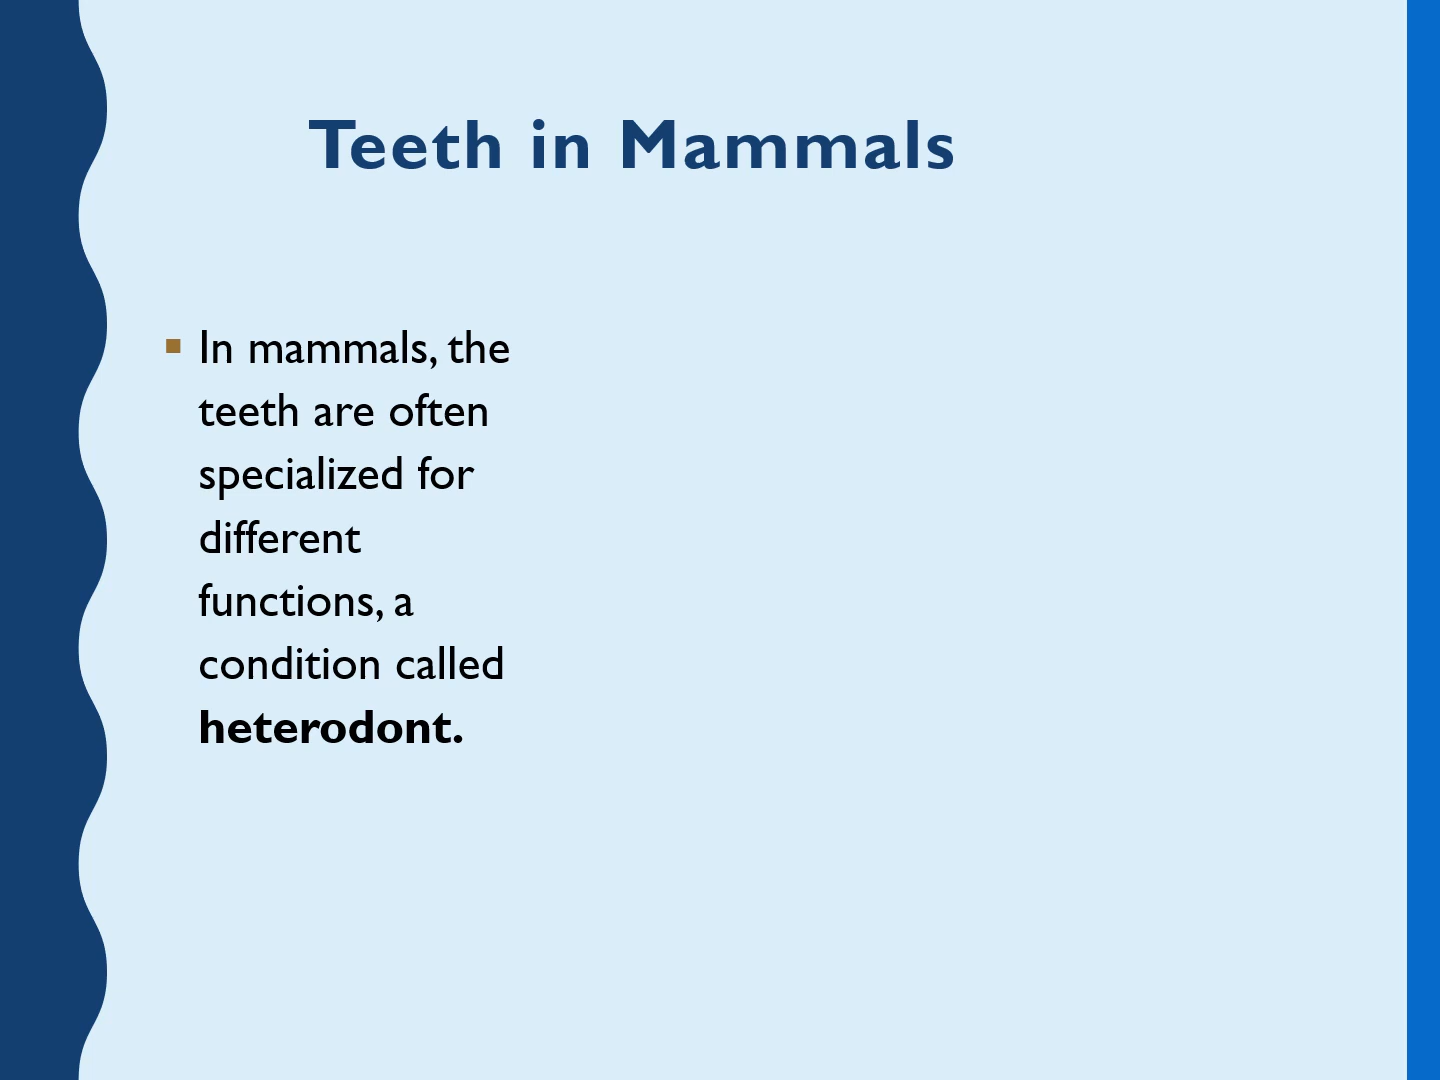 Teeth in Mammals
▪ In mammals, the
teeth are often
specialized for
different
functions, a
condition called
heterodont.